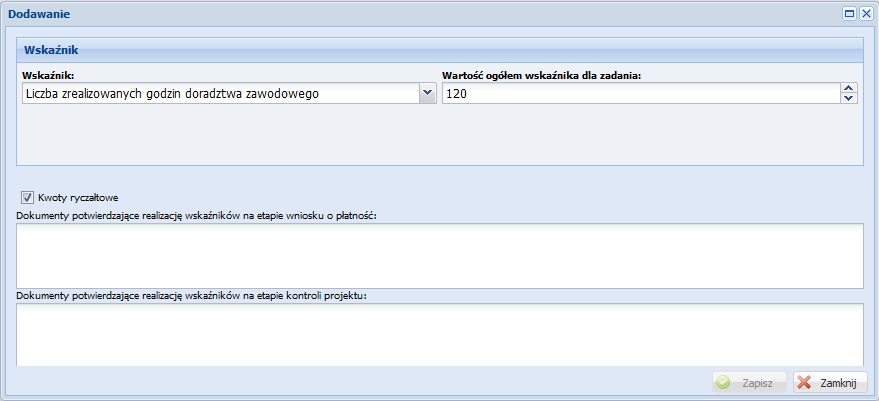 Dodawanie
Wskaźnik
Wskaźnik: Wartość ogółem wskaźnika dla zadania:
Liczba zrealizowanych godzin doradztwa zawodowego 120
Kwoty ryczałtowe
Dokumenty potwierdzające realizację wskaźników na etapie wniosku o płatność:
Dokumenty potwierdzające realizację wskaźników na etapie kontroli projektu:
Zapisz Zamknij